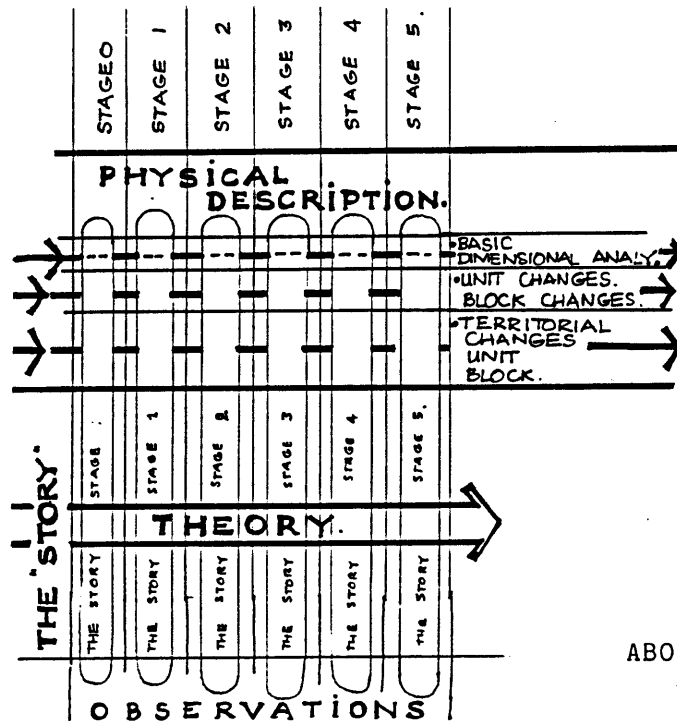 STAGE 0
STAGE 1
STAGE 2
STAGE 3
STAGE 4
STAGE 5.
PHYSICAL
DESCRIPTION.
•BASIC
DIMENSIONAL ANALY.
•UNIT CHANGES.
BLOCK CHANGES.
•TERRITORIAL
CHANGES
UNIT
BLOCK.
THE "STORY"
STAGE
STAGE 1
STAGE 2
STAGE 3
STAGE 4
STAGE 5.
THEORY.
THE STORY
THE STORY
THE STORY
THE STORY
THE STORY
THE STORY
ABO
OBSERVATIONS